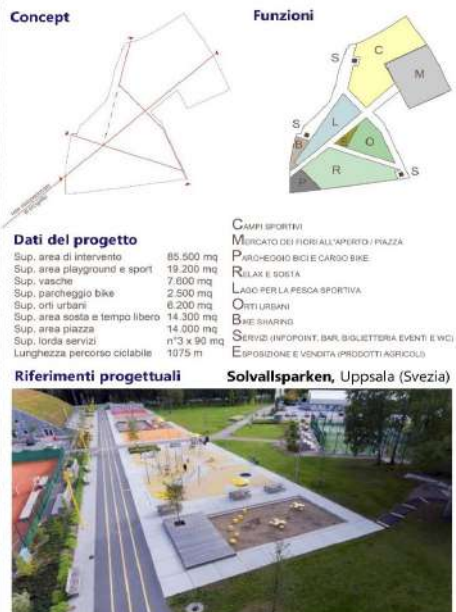 Concept
Funzioni
C
S
M
S
L
B
E
O
P
R
S
Dati del progetto
Sup. area di intervento 85.500 mq
Sup. area playground e sport 19.200 mq
Sup. vasche 7.600 mq
Sup. parcheggio bike 2.500 mq
Sup. orti urbani 6.200 mq
Sup. area sosta e tempo libero 14.300 mq
Sup. area piazza 14.000 mq
Sup. lorda servizi n°3 x 90 mq
Lunghezza percorso ciclabile 1075 m
CAMPI SPORTIVI
MERCATO DEI FIORI ALL'APERTO / PIAZZA
PARCHEGGIO BICI E CARGO BIKE
RELAX E SOSTA
LAGO PER LA PESCA SPORTIVA
ORTI URBANI
BIKE SHARING
SERVIZI (INFOPOINT, BAR, BIGLIETTERIA EVENTI E WC)
ESPOSIZIONE E VENDITA (PRODOTTI AGRICOLI)
Riferimenti progettuali
Solvallsparken, Uppsala (Svezia)